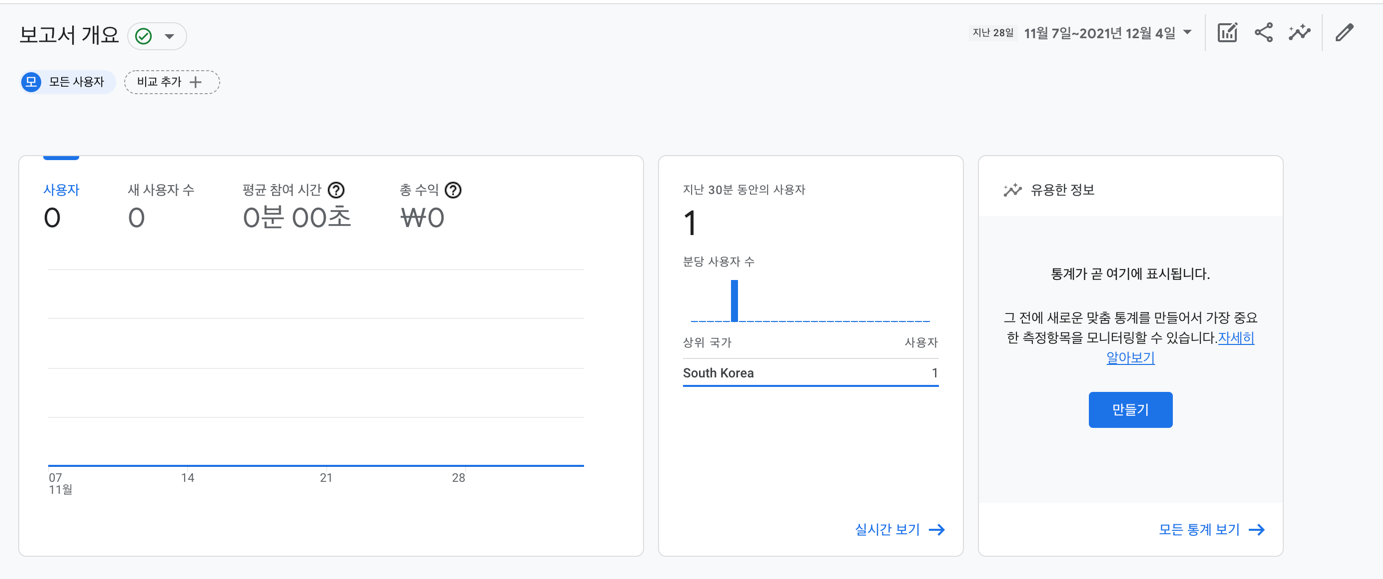 보고서 개요
지난 28일 11월 7일~2021년 12월 4일
모 모든 사용자 비교 추가
사용자 새 사용자 수 평균 참여 시간 총 수익
0 0 0분 00초 ₩0
07 14 21 28
11월
지난 30분 동안의 사용자
1
분당 사용자 수
상위 국가 사용자
South Korea 1
실시간 보기
유용한 정보
통계가 곧 여기에 표시됩니다.
그 전에 새로운 맞춤 통계를 만들어서 가장 중요
한 측정항목을 모니터링할 수 있습니다.자세히
알아보기
만들기
모든 통계 보기